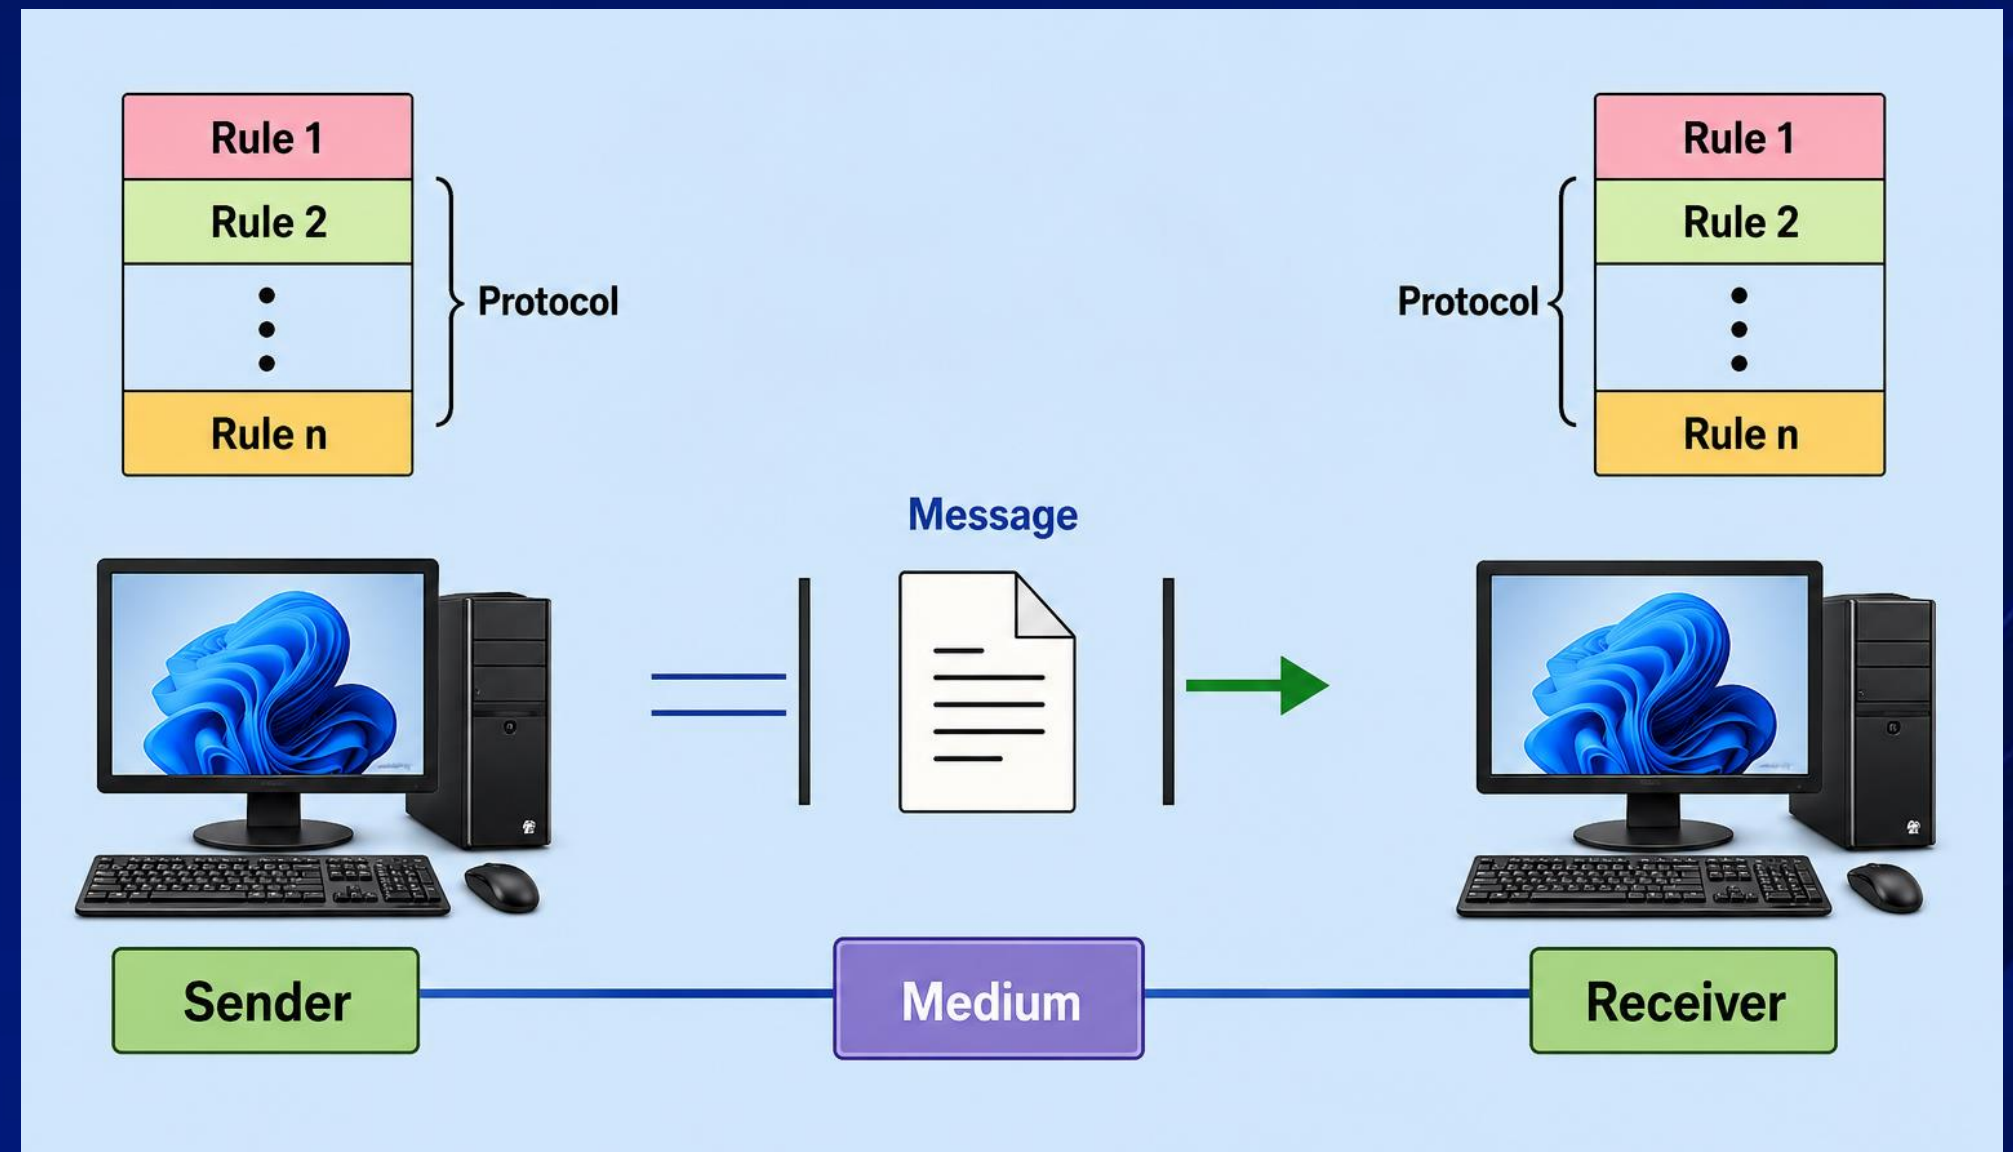 Rule 1
Rule 2
Protocol
Rule n
Rule 1
Rule 2
Protocol
Rule n
Message
Sender
Medium
Receiver